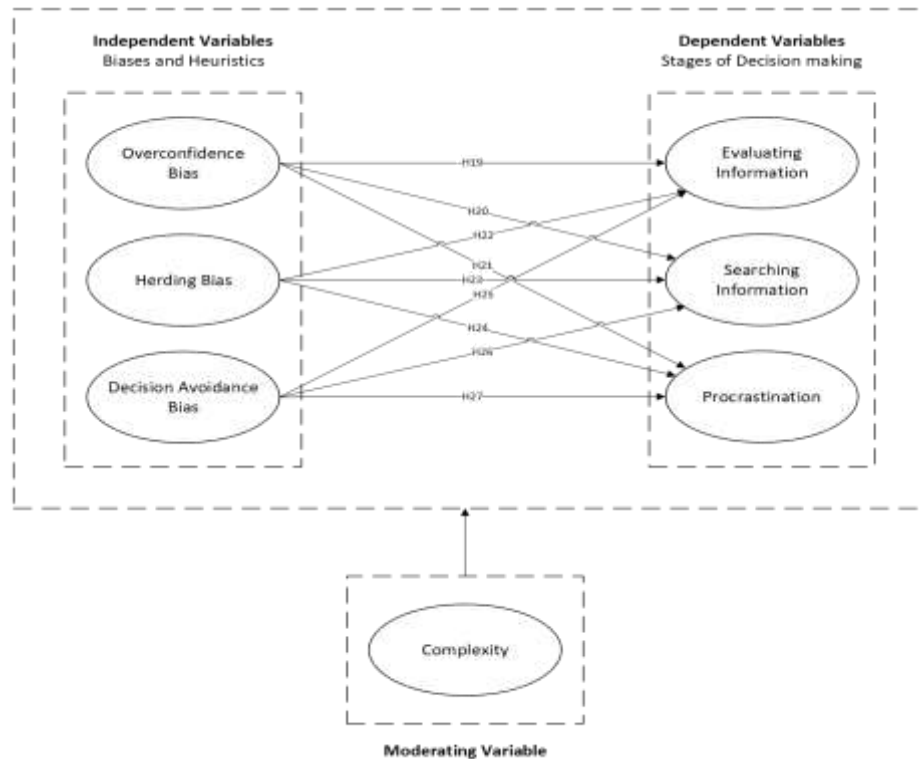 Independent Variables
Biases and Heuristics
Dependent Variables
Stages of Decision making
Overconfidence
Bias
Evaluating
Information
H19
H20
H22
Herding Bias
H21
H23
H25
Searching
Information
H24
H26
Decision Avoidance
Bias
H27
Procrastination
Complexity
Moderating Variable